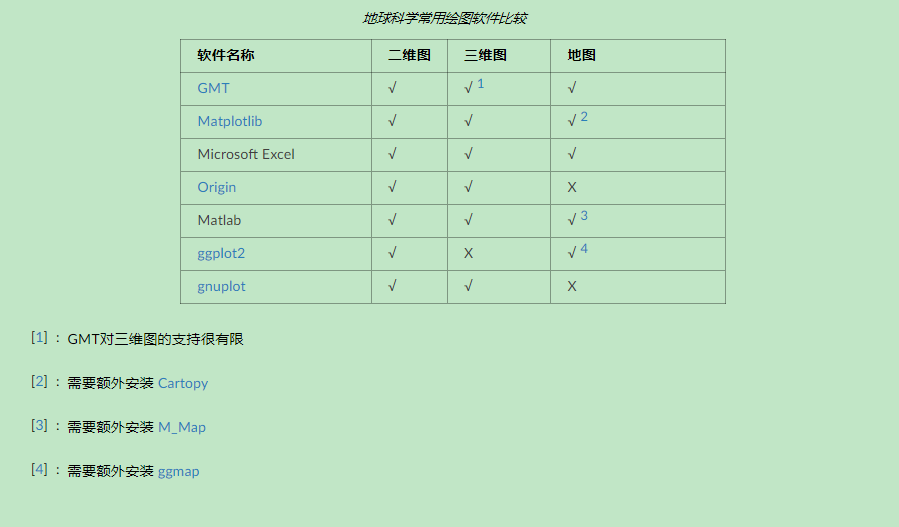 地球科学常用绘图软件比较
软件名称 二维图 三维图 地图
GMT √ √ 1 √
Matplotlib √ √ √ 2
Microsoft Excel √ √ √
Origin √ √ X
Matlab √ √ √ 3
ggplot2 √ X √ 4
gnuplot √ √ X
[1] : GMT对三维图的支持很有限
[2] : 需要额外安装 Cartopy
[3] : 需要额外安装 M_Map
[4] : 需要额外安装 ggmap